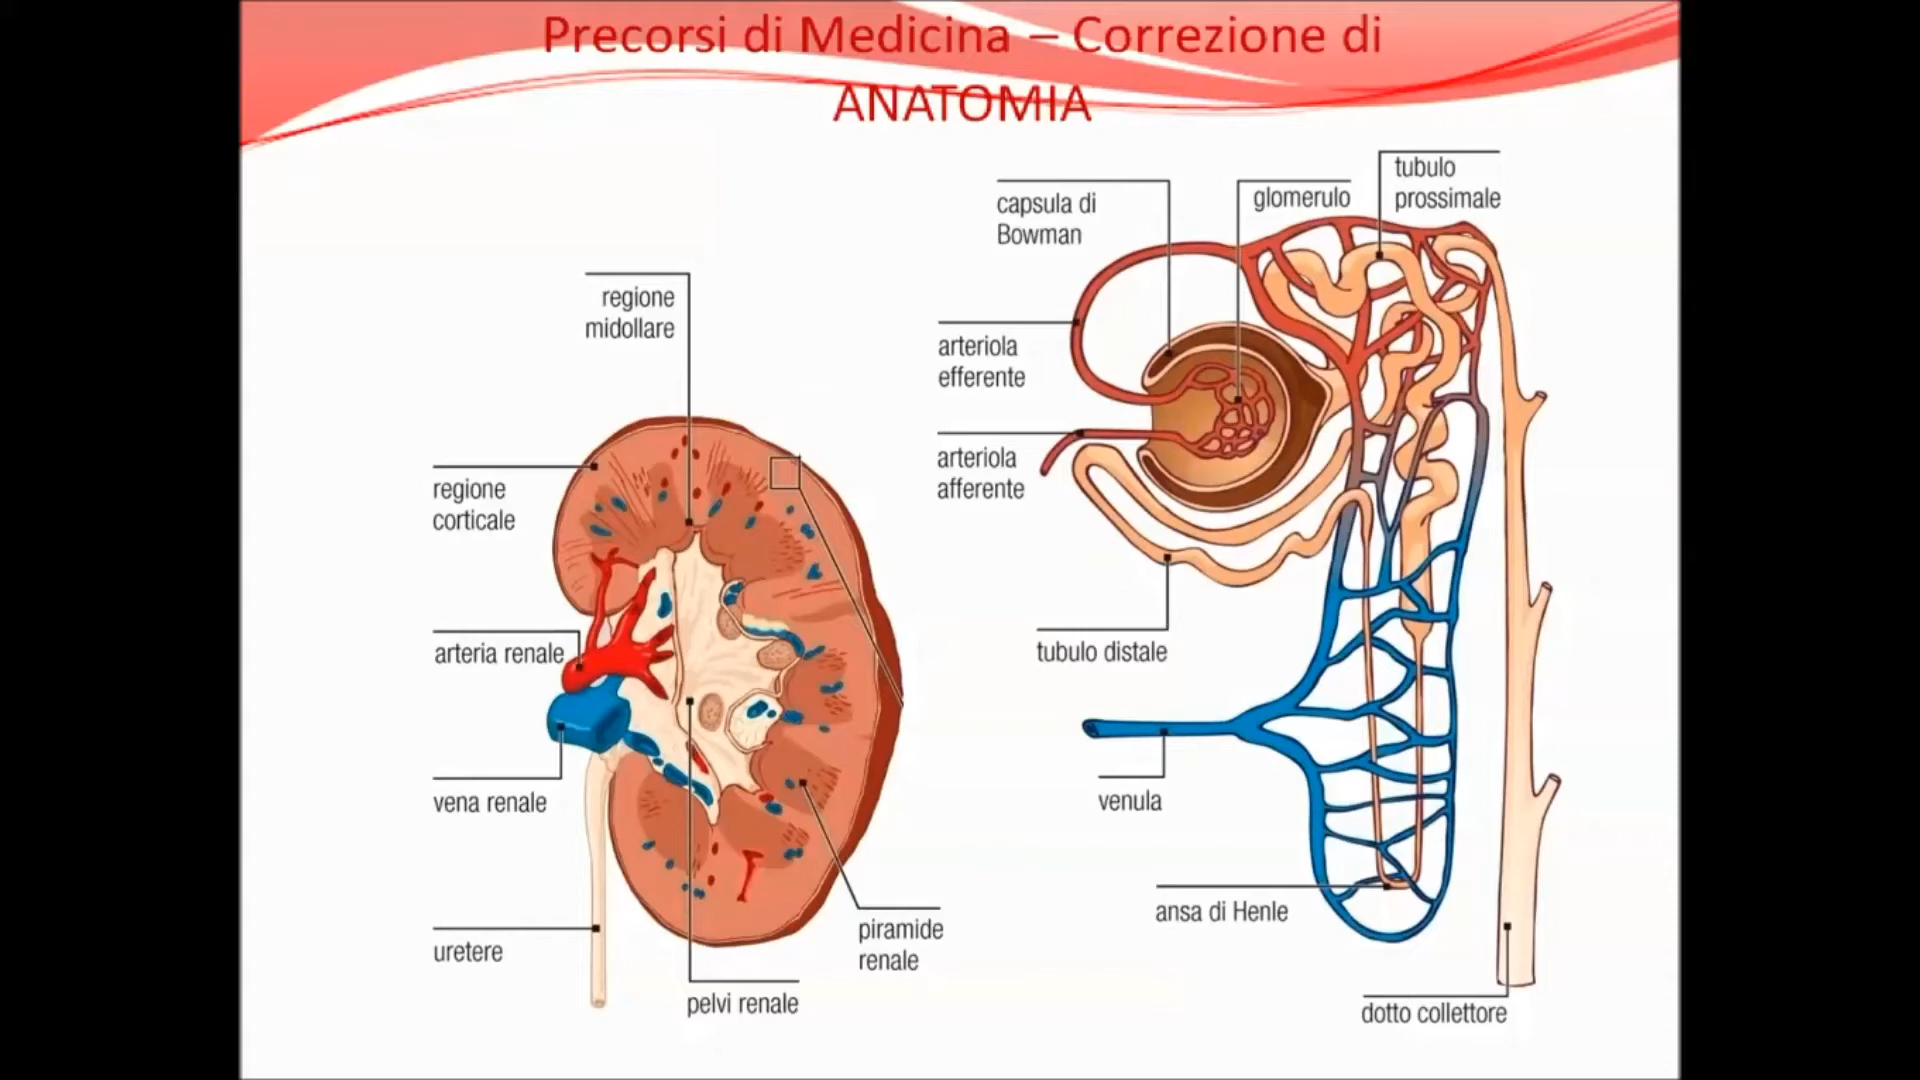 Precorsi di Medicina – Correzione di
ANATOMIA
regione
midollare
regione
corticale
arteria renale
vena renale
uretere
pelvi renale
piramide
renale
capsula di
Bowman
glomerulo
tubulo
prossimale
arteriola
efferente
arteriola
afferente
tubulo distale
venula
ansa di Henle
dotto collettore